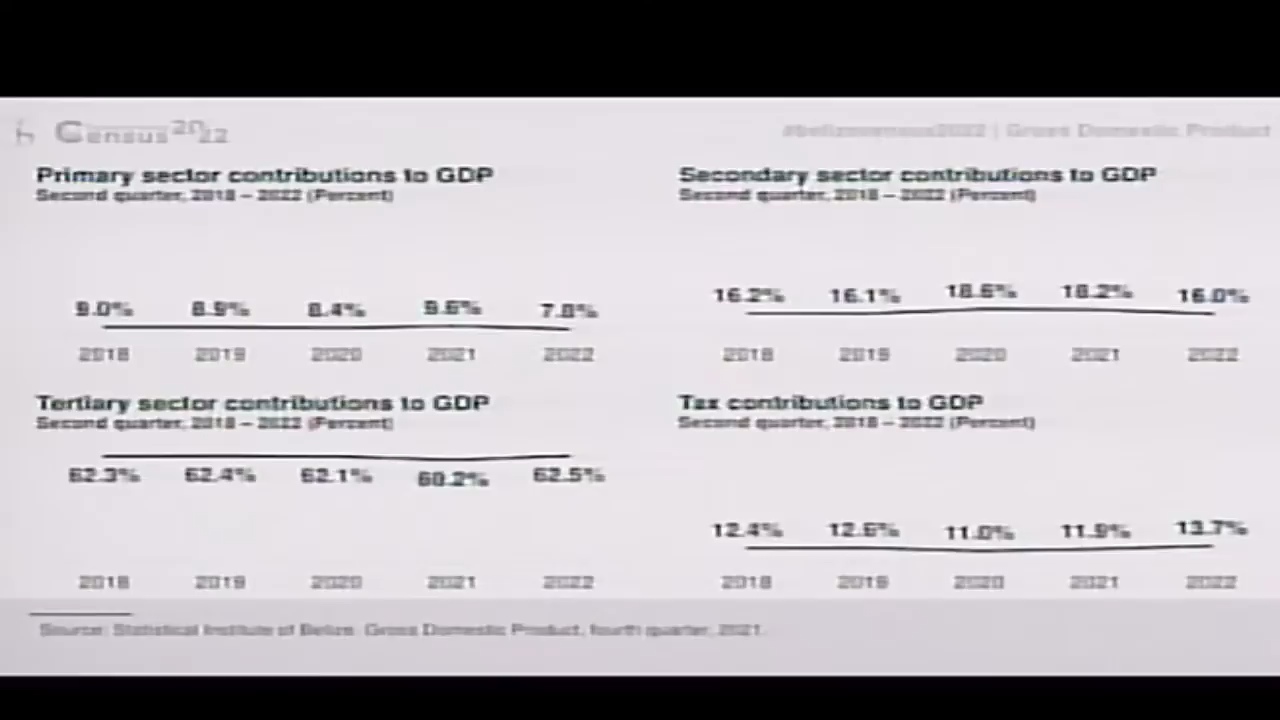 Census 2022
#belizecensus2022 | Gross Domestic Product
Primary sector contributions to GDP
Second quarter, 2018 – 2022 (Percent)
9.0% 8.9% 8.4% 9.6% 7.8%
2018 2019 2020 2021 2022
Secondary sector contributions to GDP
Second quarter, 2018 – 2022 (Percent)
16.2% 16.1% 18.6% 18.2% 16.0%
2018 2019 2020 2021 2022
Tertiary sector contributions to GDP
Second quarter, 2018 – 2022 (Percent)
62.3% 62.4% 62.1% 60.2% 62.5%
2018 2019 2020 2021 2022
Tax contributions to GDP
Second quarter, 2018 – 2022 (Percent)
12.4% 12.6% 11.0% 11.9% 13.7%
2018 2019 2020 2021 2022
Source: Statistical Institute of Belize. Gross Domestic Product, fourth quarter, 2021.